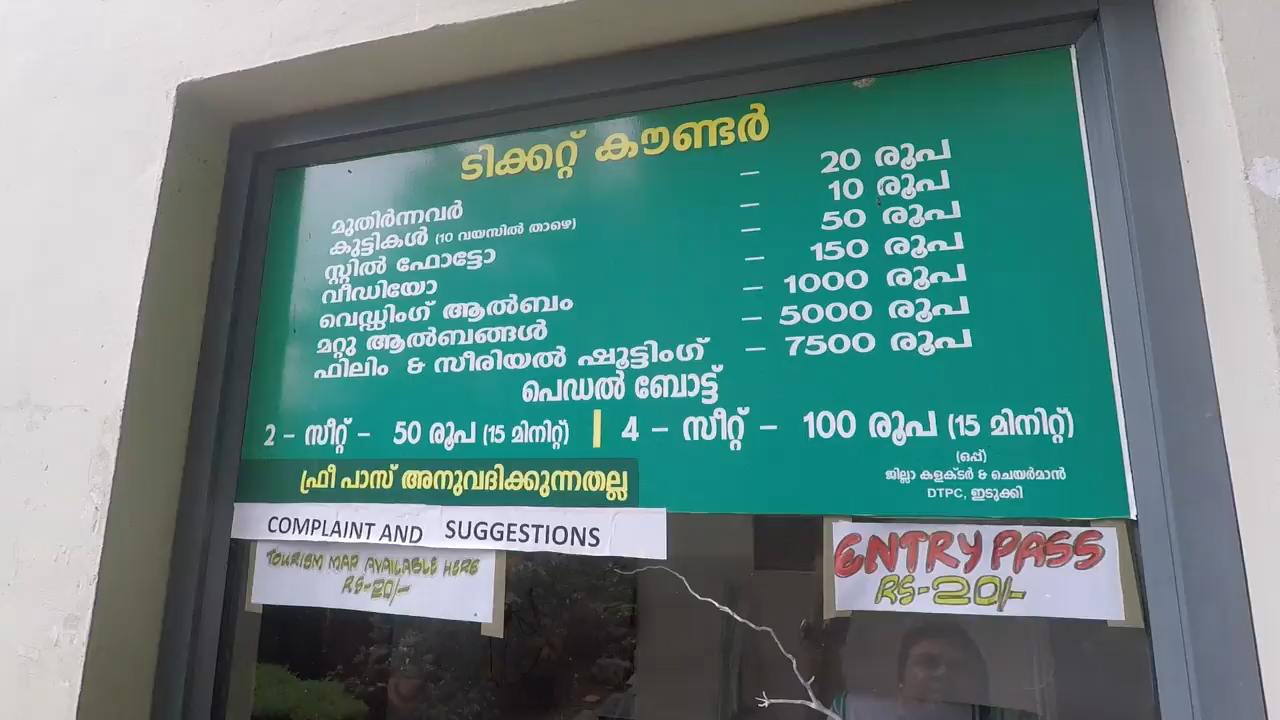 ടിക്കറ്റ് കൗണ്ടർ
മുതിർന്നവർ – 20 രൂപ
കുട്ടികൾ (10 വയസിൽ താഴെ) – 10 രൂപ
സ്റ്റിൽ ഫോട്ടോ – 50 രൂപ
വീഡിയോ – 150 രൂപ
വെഡ്ഡിംഗ് ആൽബം – 1000 രൂപ
മറ്റു ആൽബങ്ങൾ – 5000 രൂപ
ഫിലിം & സീരിയൽ ഷൂട്ടിംഗ് – 7500 രൂപ
പെഡൽ ബോട്ട്
2 – സീറ്റ് – 50 രൂപ (15 മിനിറ്റ്) | 4 – സീറ്റ് – 100 രൂപ (15 മിനിറ്റ്)
ഫ്രീ പാസ് അനുവദിക്കുന്നതല്ല
(ഒപ്പ്)
ജില്ലാ കളക്ടർ & ചെയർമാൻ
DTPC, ഇടുക്കി
COMPLAINT AND SUGGESTIONS
TOURISM MAP AVAILABLE HERE
RS-20/-
ENTRY PASS
RS-20/-